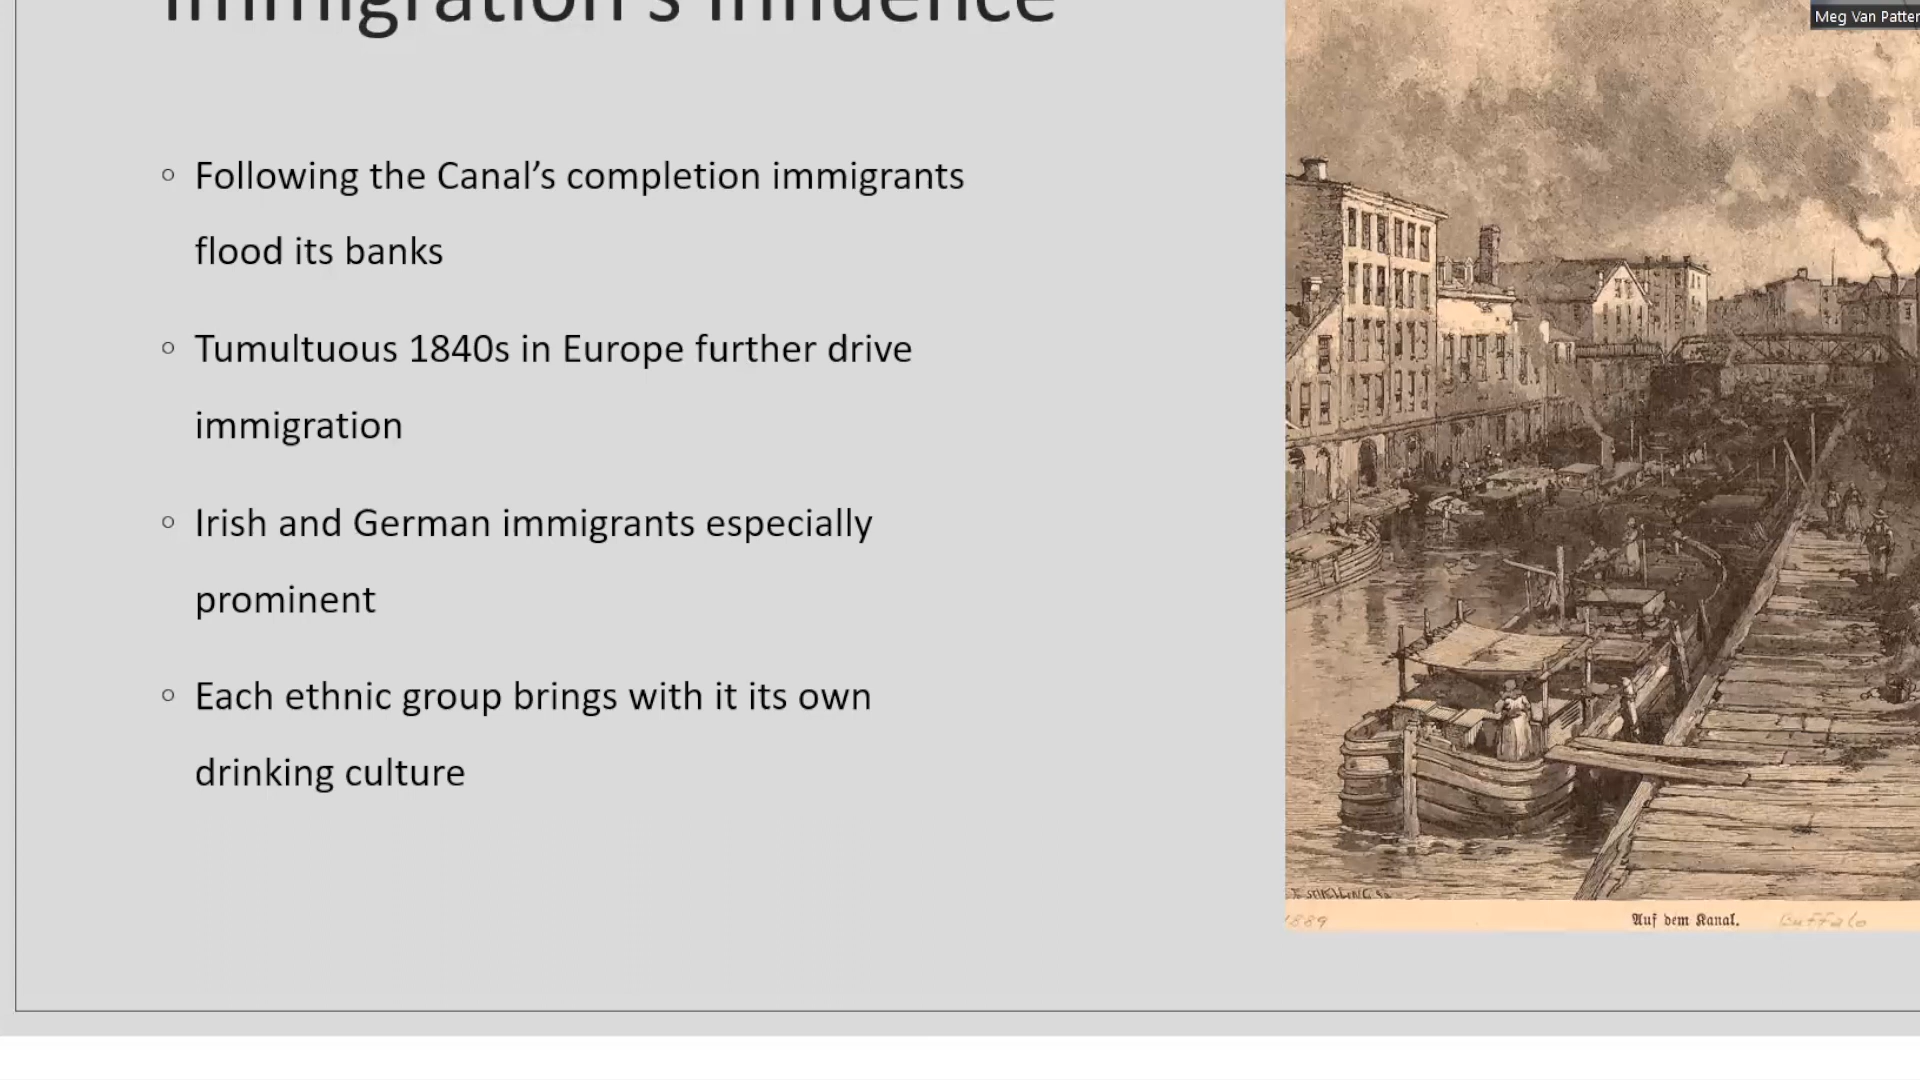 Immigration's Influence
Meg Van Patten
Following the Canal’s completion immigrants
flood its banks
Tumultuous 1840s in Europe further drive
immigration
Irish and German immigrants especially
prominent
Each ethnic group brings with it its own
drinking culture
1889
Auf dem Kanal.
Buffalo